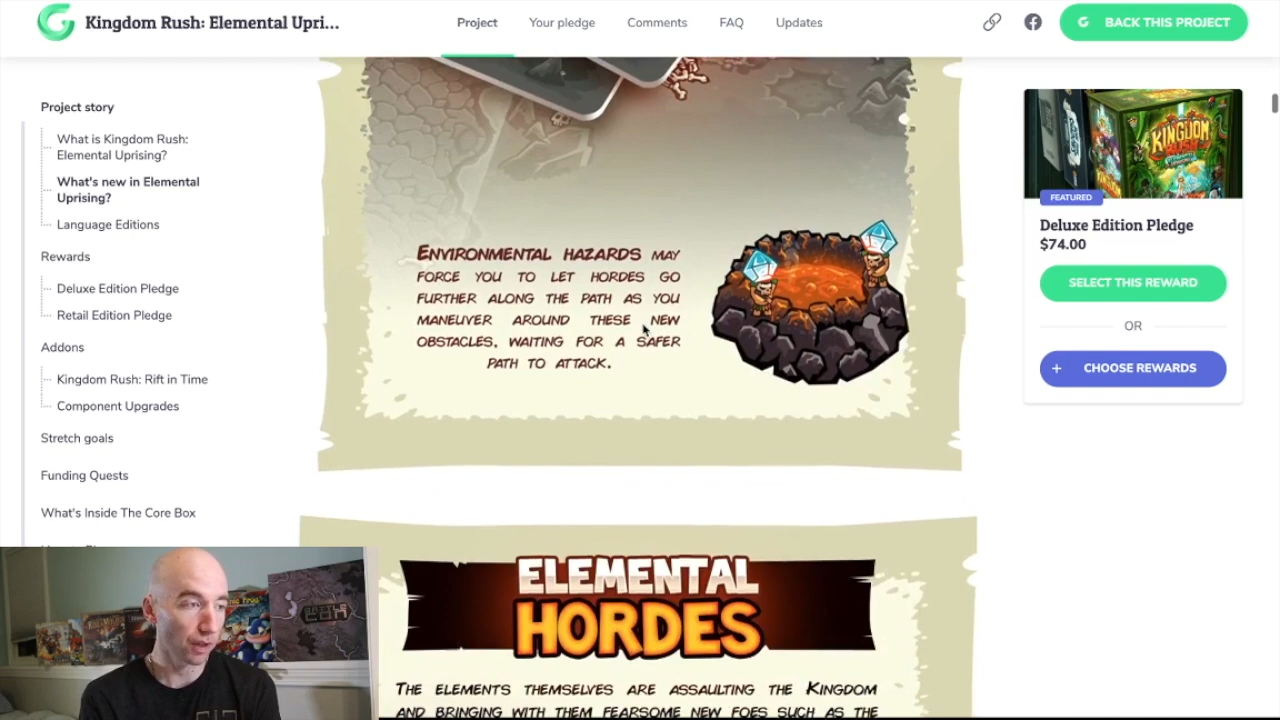 Kingdom Rush: Elemental Upri...
Project
Your pledge
Comments
FAQ
Updates
BACK THIS PROJECT
Project story
What is Kingdom Rush:
Elemental Uprising?
What's new in Elemental
Uprising?
Language Editions
Rewards
Deluxe Edition Pledge
Retail Edition Pledge
Addons
Kingdom Rush: Rift in Time
Component Upgrades
Stretch goals
Funding Quests
What's Inside The Core Box
ENVIRONMENTAL HAZARDS MAY
FORCE YOU TO LET HORDES GO
FURTHER ALONG THE PATH AS YOU
MANEUVER AROUND THESE NEW
OBSTACLES, WAITING FOR A SAFER
PATH TO ATTACK.
ELEMENTAL
HORDES
THE ELEMENTS THEMSELVES ARE ASSAULTING THE KINGDOM
AND BRINGING WITH THEM FEARSOME NEW FOES SUCH AS THE
KINGDOM
RUSH
FEATURED
Deluxe Edition Pledge
$74.00
SELECT THIS REWARD
OR
+ CHOOSE REWARDS
BATTLE
CON